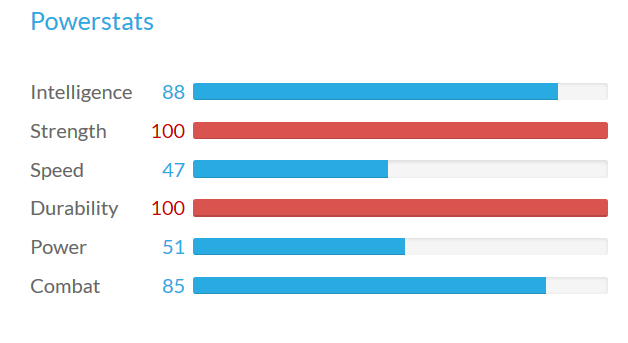 Powerstats
Intelligence 88
Strength 100
Speed 47
Durability 100
Power 51
Combat 85